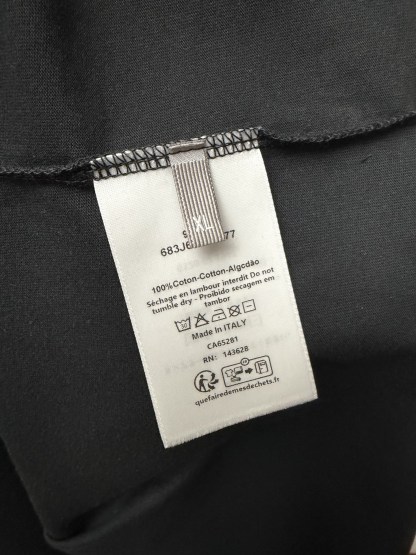 XL
100%Coton-Cotton-Algodão
Séchage en tambour interdit Do not
tumble dry - Proibido secagem em
tambor
Made In ITALY
CA65281
RN: 143628
quefairedemesdechets.fr